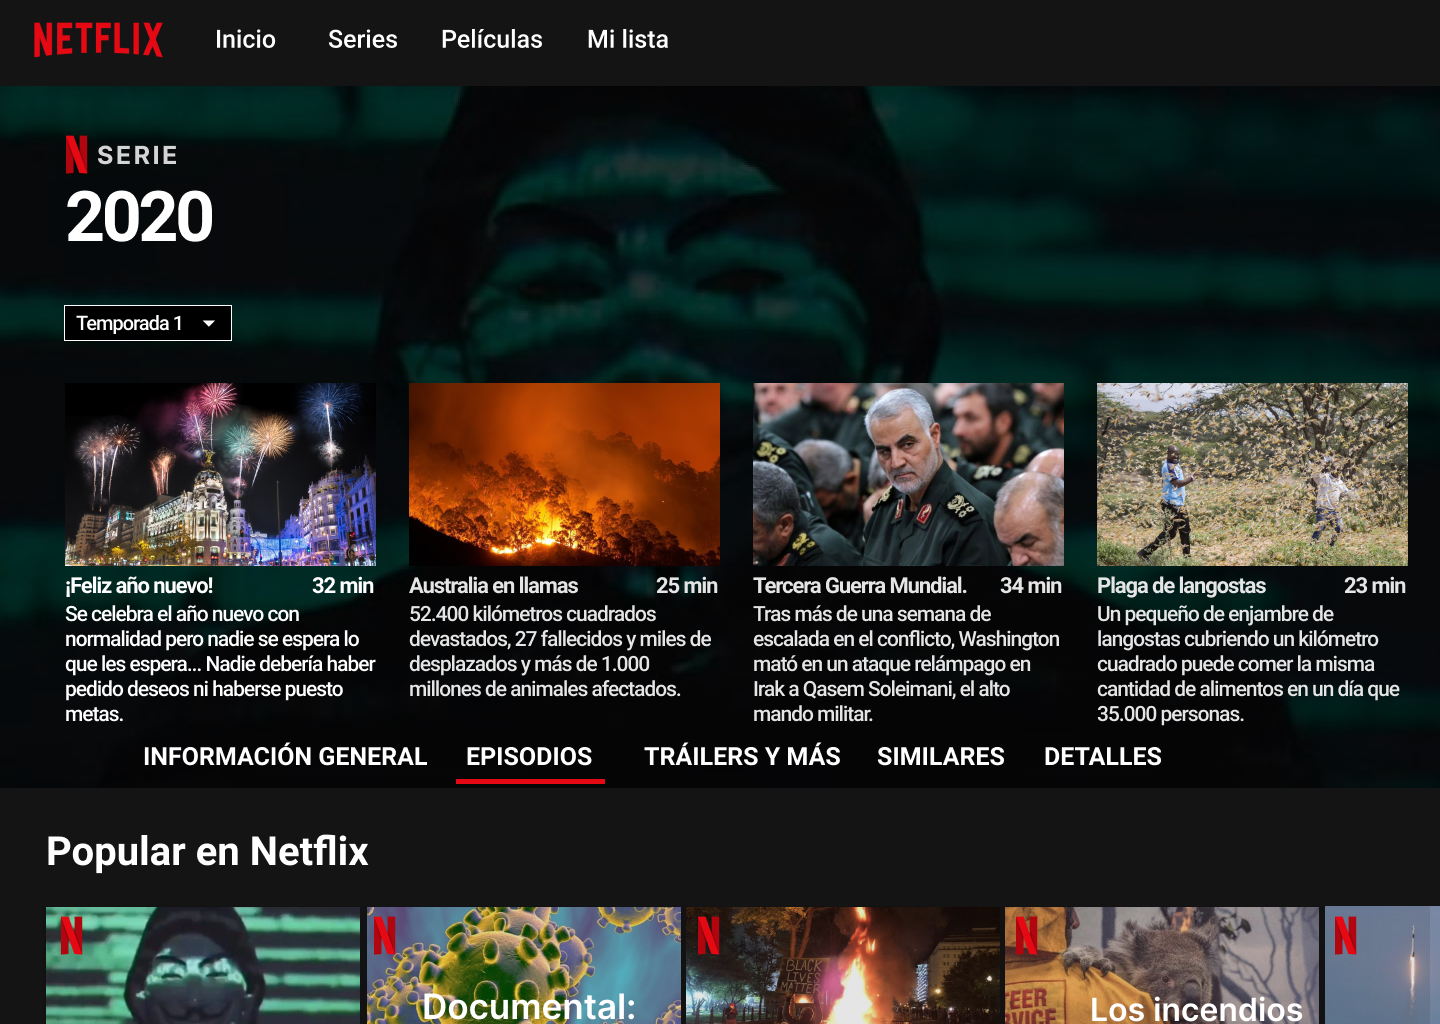 NETFLIX
Inicio
Series
Películas
Mi lista
N SERIE
2020
Temporada 1
¡Feliz año nuevo!
32 min
Se celebra el año nuevo con
normalidad pero nadie se espera lo
que les espera... Nadie debería haber
pedido deseos ni haberse puesto
metas.
Australia en llamas
25 min
52.400 kilómetros cuadrados
devastados, 27 fallecidos y miles de
desplazados y más de 1.000
millones de animales afectados.
Tercera Guerra Mundial.
34 min
Tras más de una semana de
escalada en el conflicto, Washington
mató en un ataque relámpago en
Irak a Qasem Soleimani, el alto
mando militar.
Plaga de langostas
23 min
Un pequeño de enjambre de
langostas cubriendo un kilómetro
cuadrado puede comer la misma
cantidad de alimentos en un día que
35.000 personas.
INFORMACIÓN GENERAL
EPISODIOS
TRÁILERS Y MÁS
SIMILARES
DETALLES
Popular en Netflix
N
N
Documental:
N
BLACK
LIVES
MATTER
N
Los incendios
N